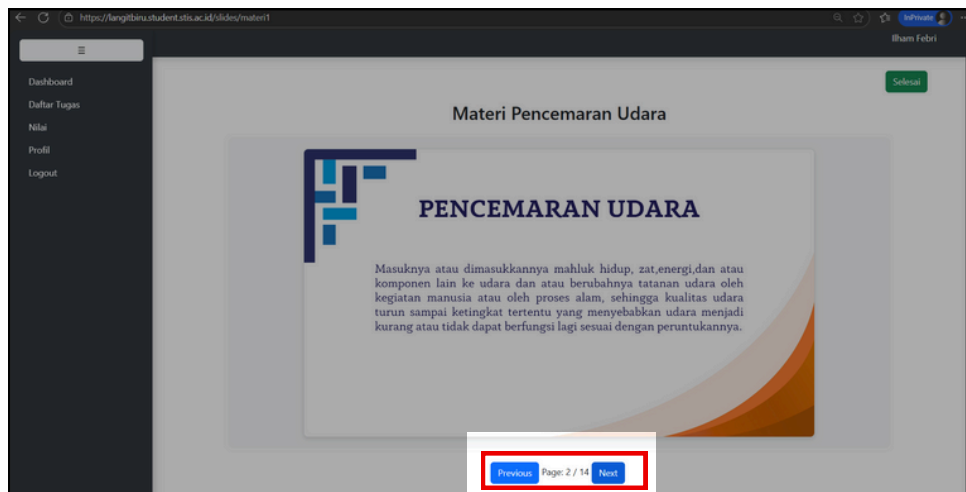 https://langitbiru.student.stis.ac.id/slides/materi1
InPrivate
Ilham Febri
Dashboard
Daftar Tugas
Nilai
Profil
Logout
Selesai
Materi Pencemaran Udara
PENCEMARAN UDARA
Masuknya atau dimasukkannya mahluk hidup, zat,energi,dan atau
komponen lain ke udara dan atau berubahnya tatanan udara oleh
kegiatan manusia atau oleh proses alam, sehingga kualitas udara
turun sampai ketingkat tertentu yang menyebabkan udara menjadi
kurang atau tidak dapat berfungsi lagi sesuai dengan peruntukannya.
Previous Page: 2 / 14 Next